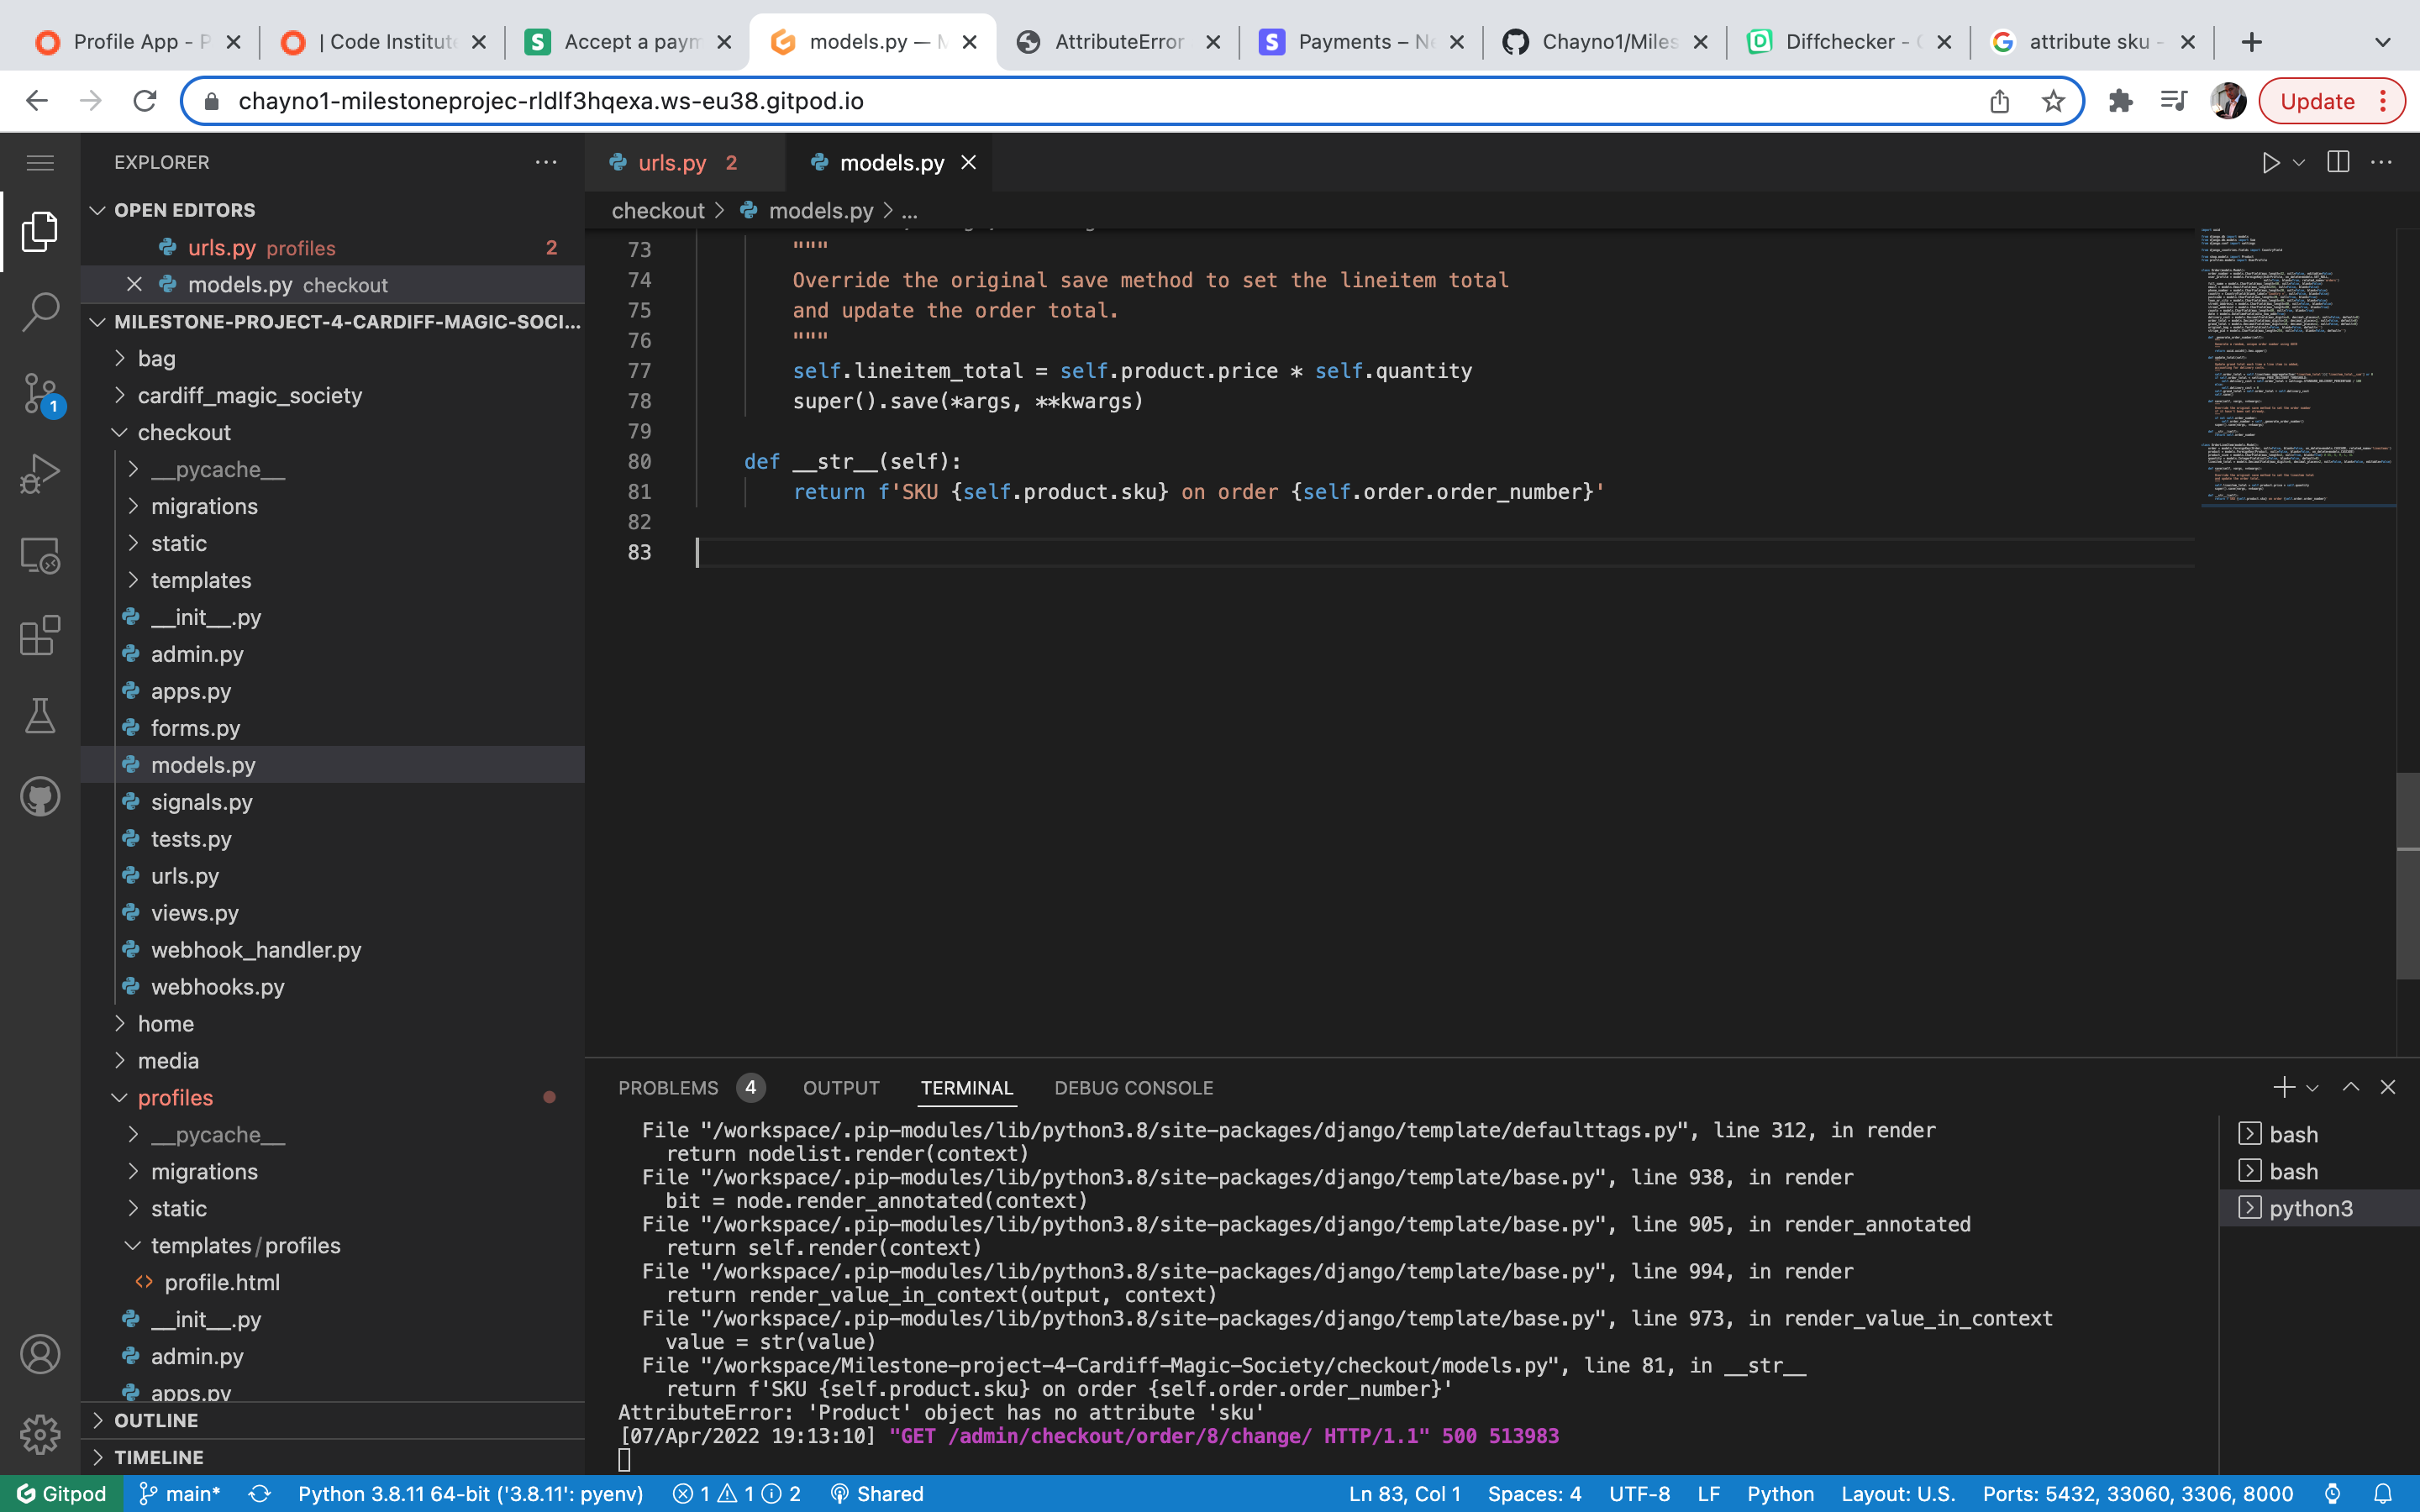 Profile App - P
| Code Institute
Accept a paym
models.py — M
AttributeError
Payments – Ne
Chayno1/Miles
Diffchecker -
attribute sku -
chayno1-milestoneprojec-rldlf3hqexa.ws-eu38.gitpod.io
Update
EXPLORER
OPEN EDITORS
urls.py profiles 2
models.py checkout
MILESTONE-PROJECT-4-CARDIFF-MAGIC-SOCI...
bag
cardiff_magic_society
checkout
__pycache__
migrations
static
templates
__init__.py
admin.py
apps.py
forms.py
models.py
signals.py
tests.py
urls.py
views.py
webhook_handler.py
webhooks.py
home
media
profiles
__pycache__
migrations
static
templates/profiles
profile.html
__init__.py
admin.py
apps.py
OUTLINE
TIMELINE
1
urls.py 2
models.py
checkout > models.py > ...
73 """
74 Override the original save method to set the lineitem total
75 and update the order total.
76 """
77 self.lineitem_total = self.product.price * self.quantity
78 super().save(*args, **kwargs)
79
80 def __str__(self):
81 return f'SKU {self.product.sku} on order {self.order.order_number}'
82
83
PROBLEMS 4 OUTPUT TERMINAL DEBUG CONSOLE
File "/workspace/.pip-modules/lib/python3.8/site-packages/django/template/defaulttags.py", line 312, in render
return nodelist.render(context)
File "/workspace/.pip-modules/lib/python3.8/site-packages/django/template/base.py", line 938, in render
bit = node.render_annotated(context)
File "/workspace/.pip-modules/lib/python3.8/site-packages/django/template/base.py", line 905, in render_annotated
return self.render(context)
File "/workspace/.pip-modules/lib/python3.8/site-packages/django/template/base.py", line 994, in render
return render_value_in_context(output, context)
File "/workspace/.pip-modules/lib/python3.8/site-packages/django/template/base.py", line 973, in render_value_in_context
value = str(value)
File "/workspace/Milestone-project-4-Cardiff-Magic-Society/checkout/models.py", line 81, in __str__
return f'SKU {self.product.sku} on order {self.order.order_number}'
AttributeError: 'Product' object has no attribute 'sku'
[07/Apr/2022 19:13:10] "GET /admin/checkout/order/8/change/ HTTP/1.1" 500 513983
bash
bash
python3
Gitpod main* Python 3.8.11 64-bit ('3.8.11': pyenv) 1 1 2 Shared Ln 83, Col 1 Spaces: 4 UTF-8 LF Python Layout: U.S. Ports: 5432, 33060, 3306, 8000